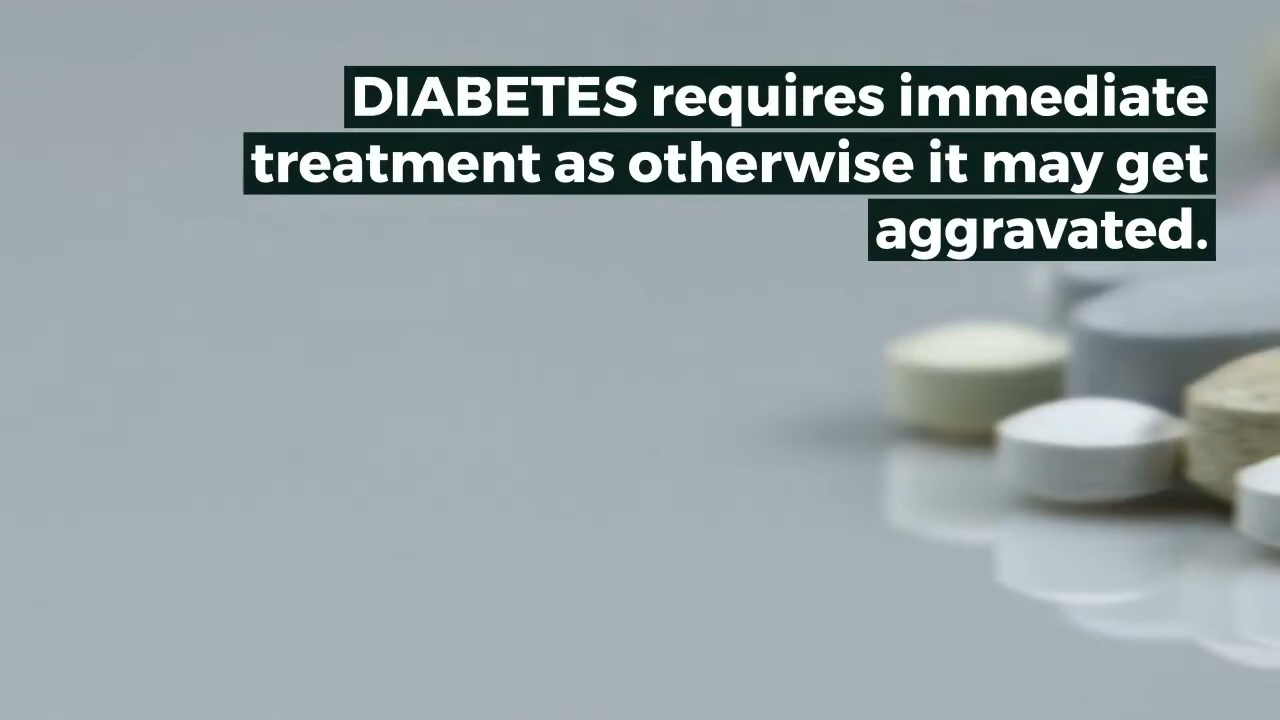 DIABETES requires immediate
treatment as otherwise it may get
aggravated.